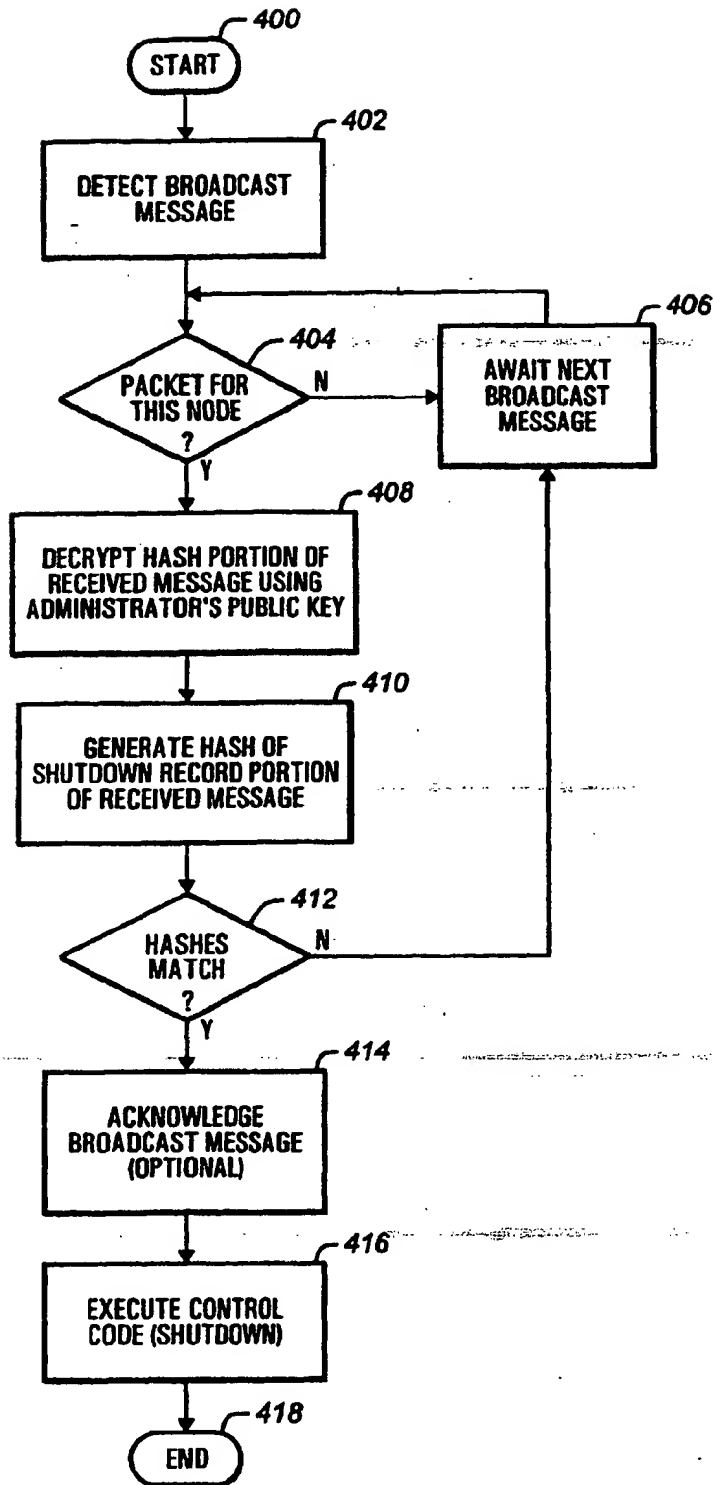 400
START
402
DETECT BROADCAST
MESSAGE
404
PACKET FOR
THIS NODE
?
N
Y
406
AWAIT NEXT
BROADCAST
MESSAGE
408
DECRYPT HASH PORTION OF
RECEIVED MESSAGE USING
ADMINISTRATOR'S PUBLIC KEY
410
GENERATE HASH OF
SHUTDOWN RECORD PORTION
OF RECEIVED MESSAGE
412
HASHES
MATCH
?
N
Y
414
ACKNOWLEDGE
BROADCAST MESSAGE
(OPTIONAL)
416
EXECUTE CONTROL
CODE (SHUTDOWN)
418
END